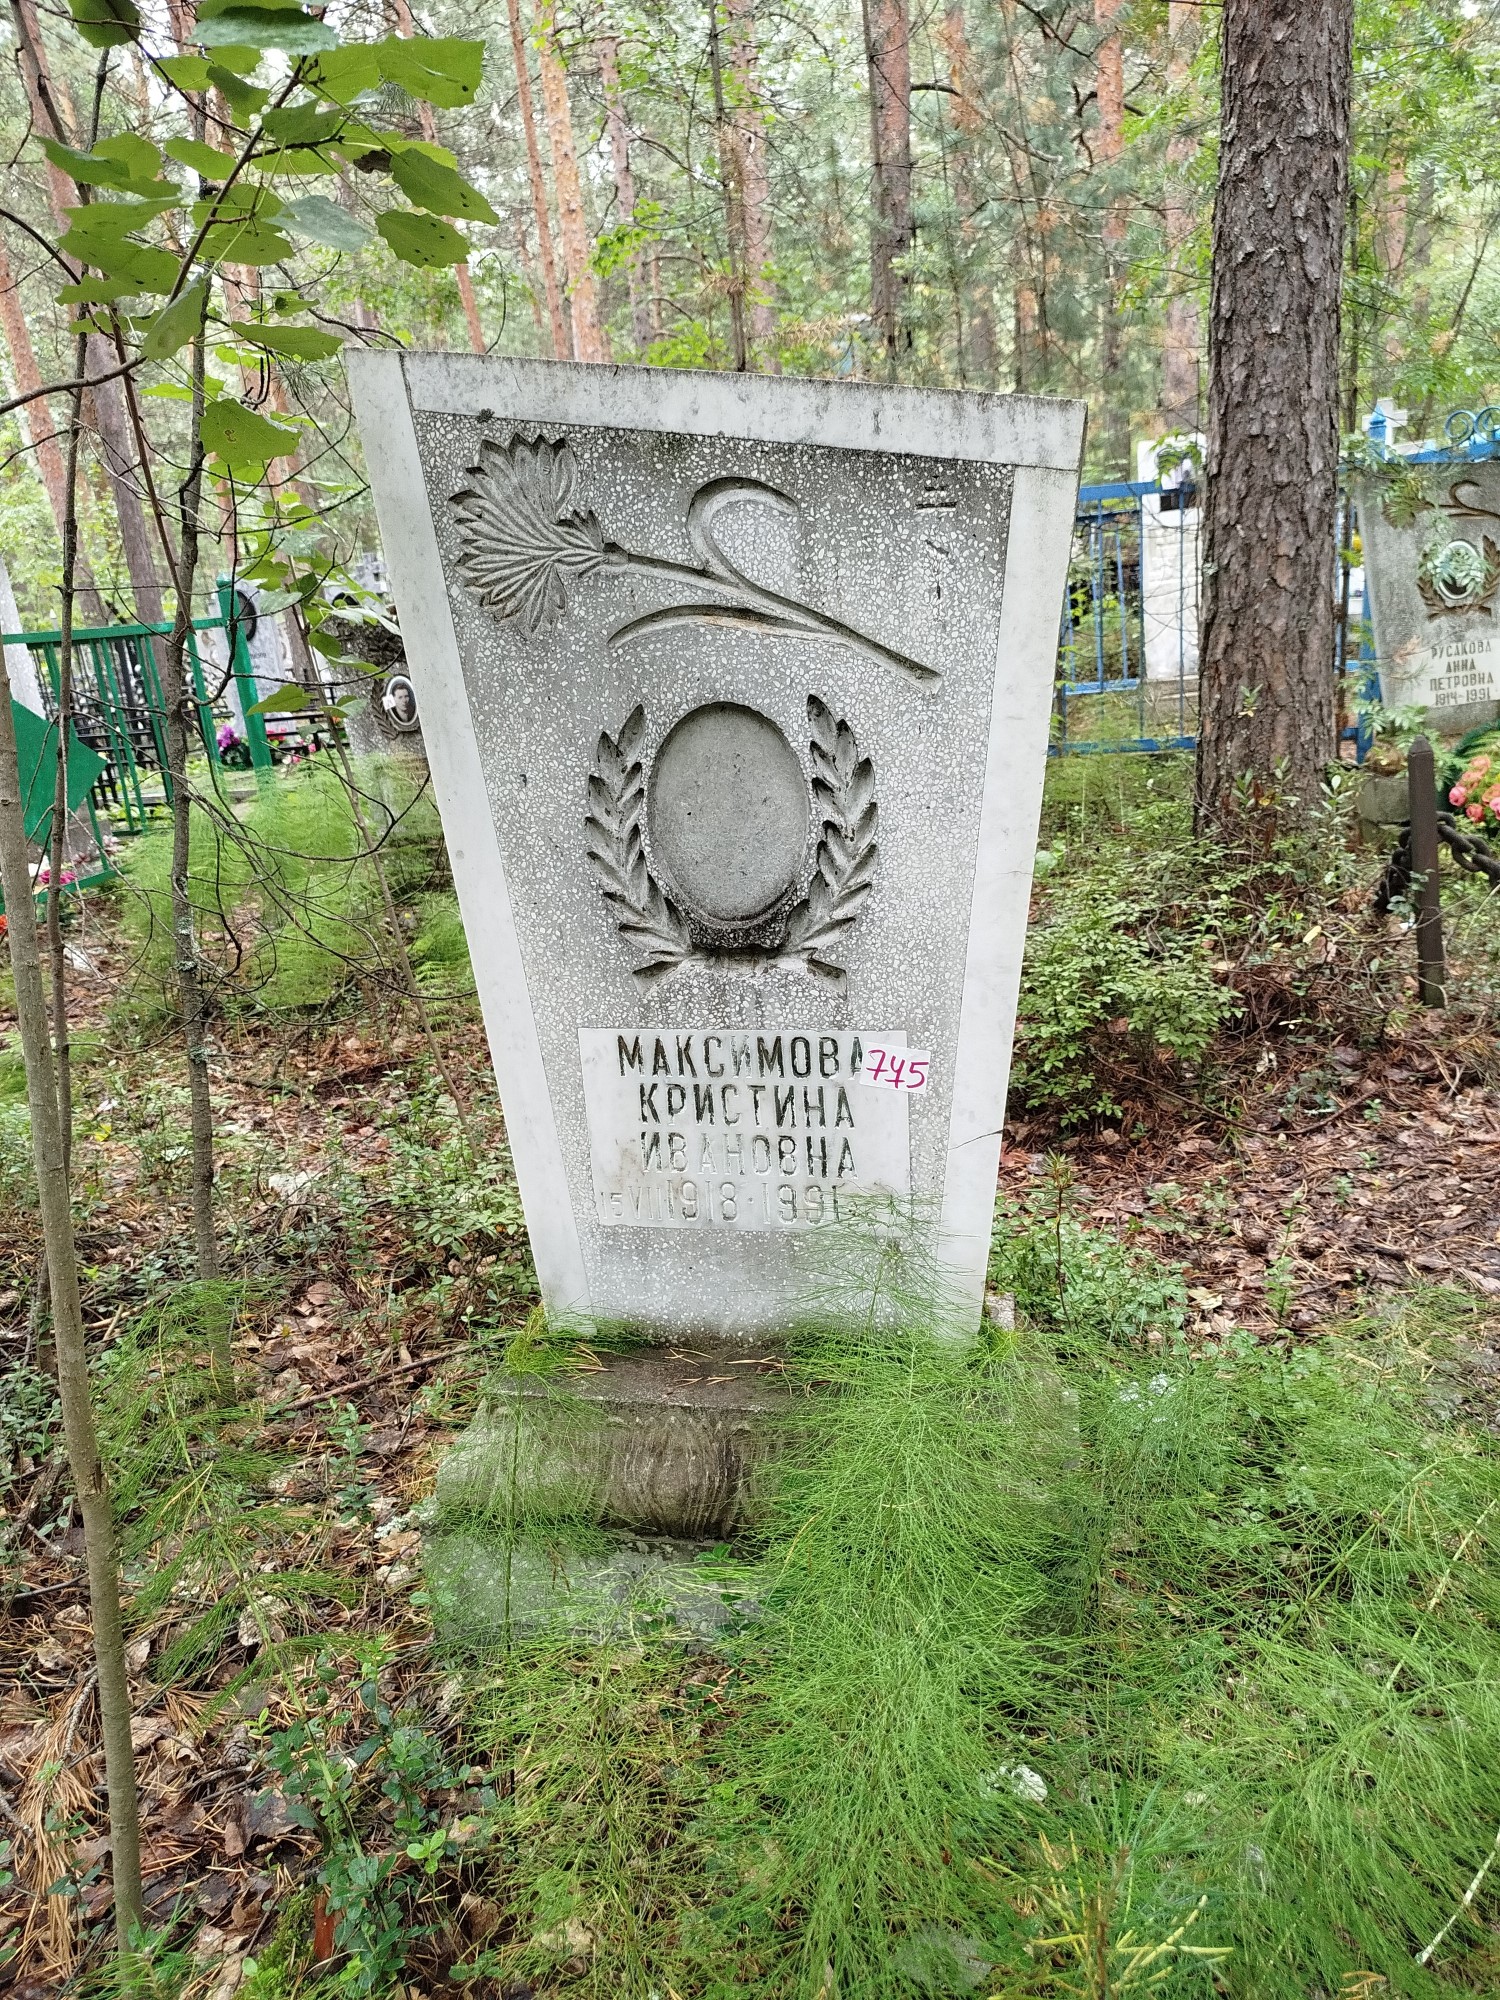 МАКСИМОВА
745
КРИСТИНА
ИВАНОВНА
15 VIII 1918 - 1991
РУСАКОВА
АННА
ПЕТРОВНА
1914-1991